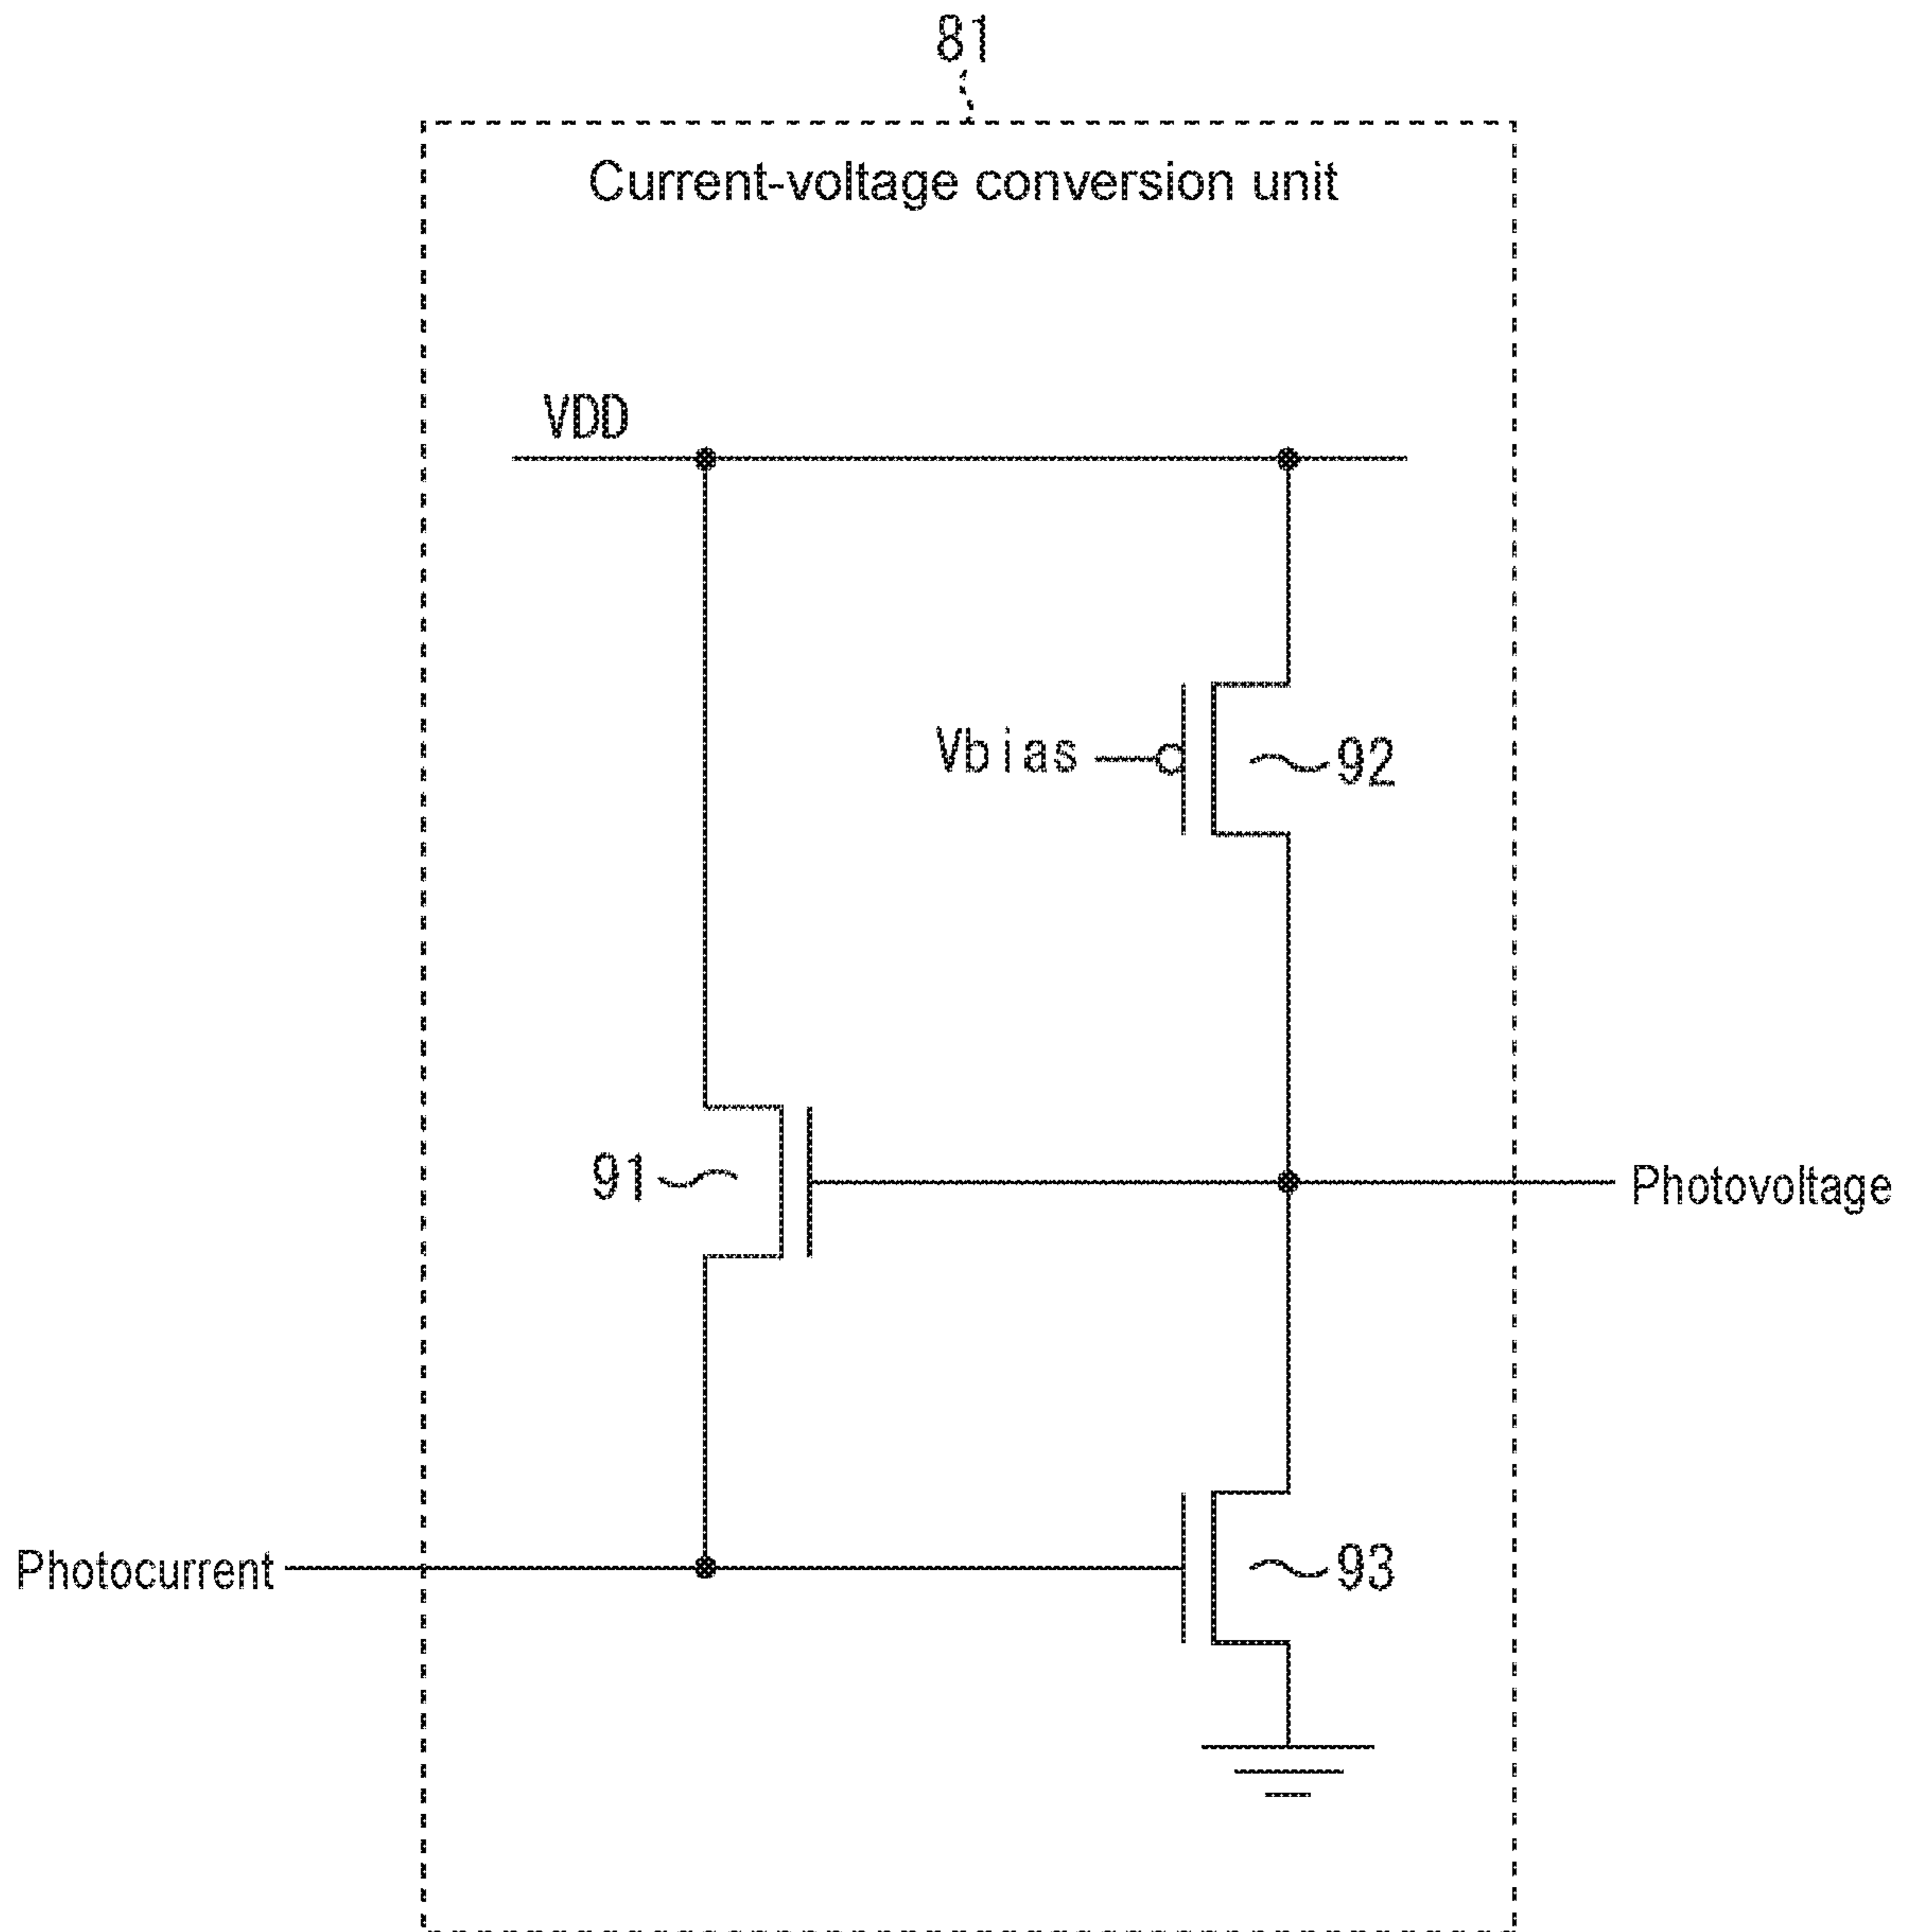 81
Current-voltage conversion unit
VDD
Vbias
92
91
Photovoltage
Photocurrent
93